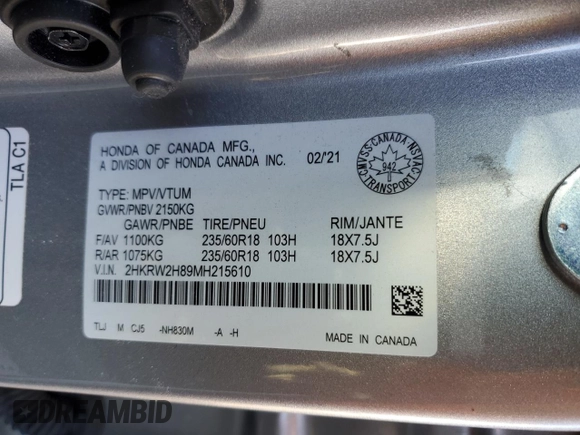 HONDA OF CANADA MFG.,
A DIVISION OF HONDA CANADA INC. 02/'21
CMVSS-CANADA-NSVAC
942
TRANSPORT
TYPE: MPV/VTUM
GVWR/PNBV 2150KG
GAWR/PNBE TIRE/PNEU RIM/JANTE
F/AV 1100KG 235/60R18 103H 18X7.5J
R/AR 1075KG 235/60R18 103H 18X7.5J
V.I.N. 2HKRW2H89MH215610
TLJ M CJ5 -NH830M -A -H
MADE IN CANADA
TLA C1
DREAMBID